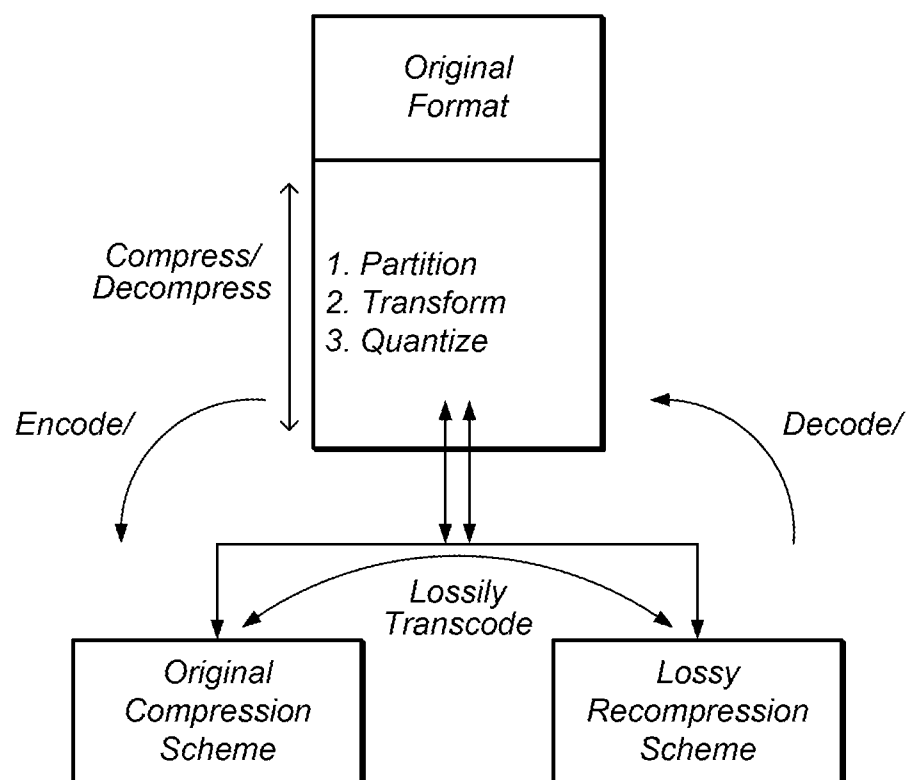 Original
Format
Compress/
Decompress
1. Partition
2. Transform
3. Quantize
Encode/
Decode/
Lossily
Transcode
Original
Compression
Scheme
Lossy
Recompression
Scheme